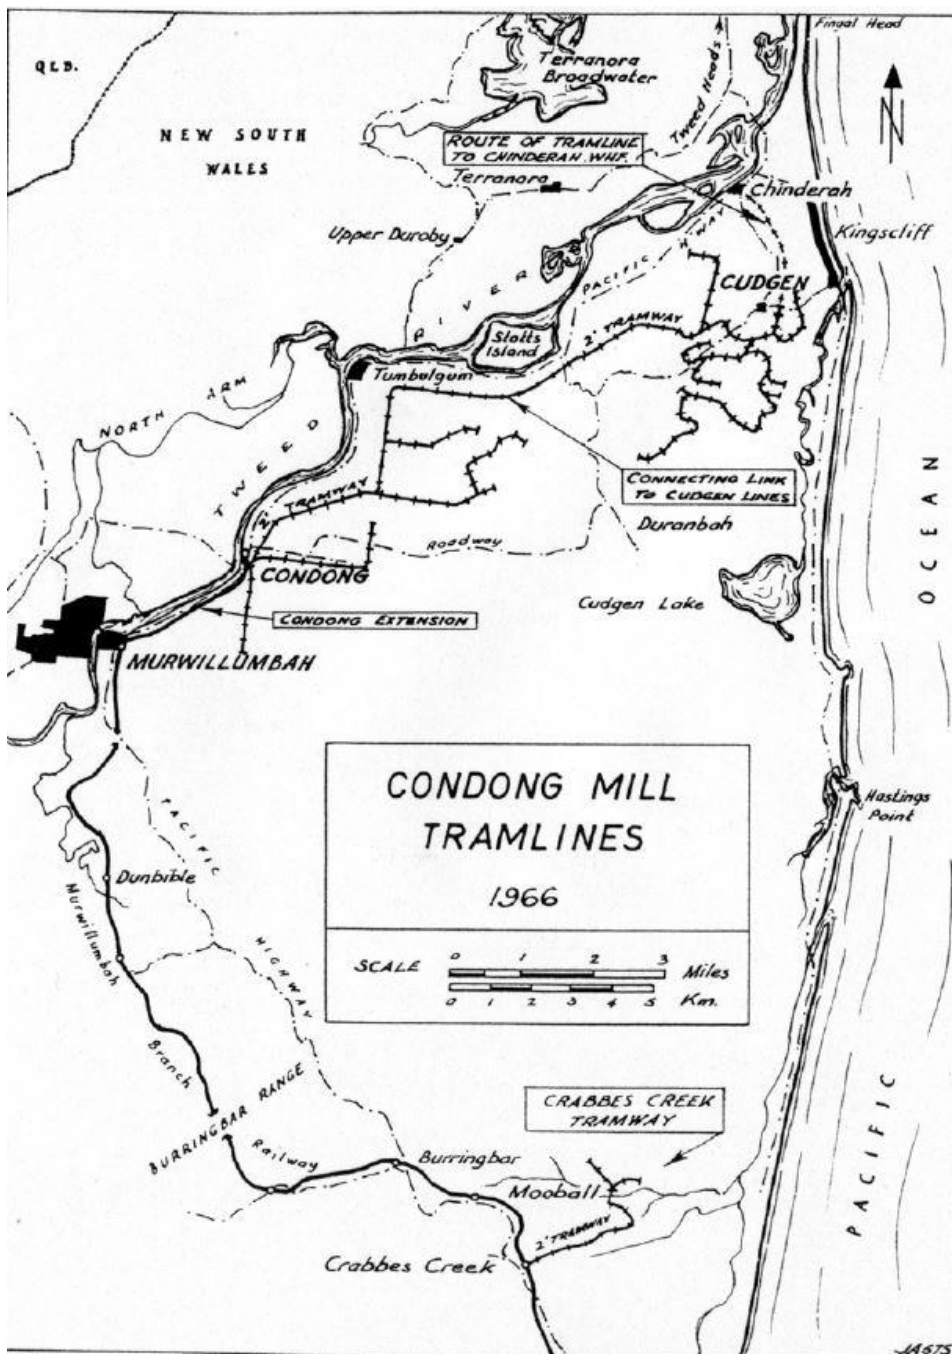 Fingal Head
QLD.
Terranora
Broadwater
Tweed Heads
N
NEW SOUTH
WALES
ROUTE OF TRAMLINE
TO CHINDERAH WHF.
Terranora
Chinderah
Upper Duroby
Kingscliff
RIVER
PACIFIC HW
CUDGEN
2' TRAMWAY
Stotts
Island
Tumbulgum
NORTH ARM
TWEED
CONNECTING LINK
TO CUDGEN LINES
2' TRAMWAY
Duranbah
Roadway
OCEAN
CONDONG
Cudgen Lake
CONDONG EXTENSION
MURWILLUMBAH
CONDONG MILL
TRAMLINES
1966
SCALE
0 1 2 3 Miles
0 1 2 3 4 5 Km.
Hastings
Point
PACIFIC
HIGHWAY
Dunbible
Murwillumbah
Branch
Railway
BURRINGBAR RANGE
CRABBES CREEK
TRAMWAY
Burringbar
Mooball
2' TRAMWAY
Crabbes Creek
PACIFIC